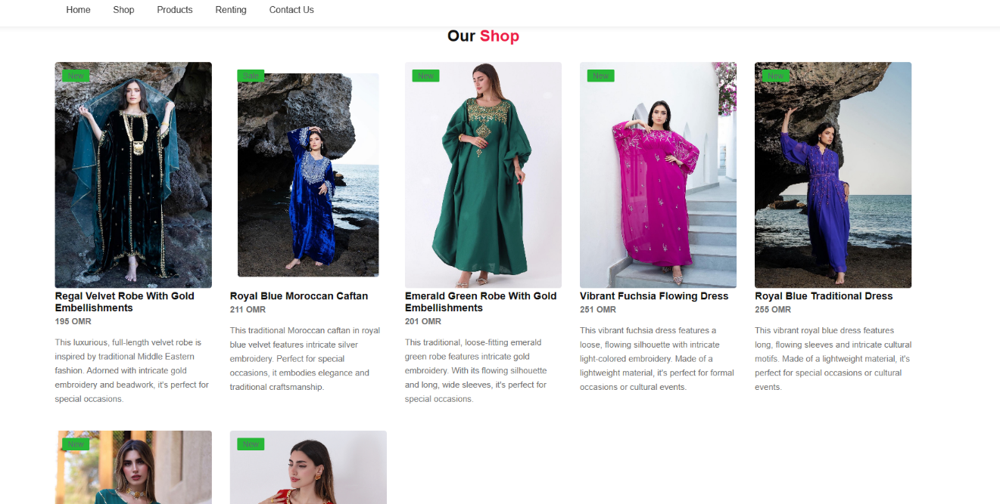 Home Shop Products Renting Contact Us
Our Shop
New
Regal Velvet Robe With Gold
Embellishments
195 OMR
This luxurious, full-length velvet robe is
inspired by traditional Middle Eastern
fashion. Adorned with intricate gold
embroidery and beadwork, it's perfect for
special occasions.
Sale
Royal Blue Moroccan Caftan
211 OMR
This traditional Moroccan caftan in royal
blue velvet features intricate silver
embroidery. Perfect for special
occasions, it embodies elegance and
traditional craftsmanship.
New
Emerald Green Robe With Gold
Embellishments
201 OMR
This traditional, loose-fitting emerald
green robe features intricate gold
embroidery. With its flowing silhouette
and long, wide sleeves, it's perfect for
special occasions.
New
Vibrant Fuchsia Flowing Dress
251 OMR
This vibrant fuchsia dress features a
loose, flowing silhouette with intricate
light-colored embroidery. Made of a
lightweight material, it's perfect for formal
occasions or cultural events.
New
Royal Blue Traditional Dress
255 OMR
This vibrant royal blue dress features
long, flowing sleeves and intricate cultural
motifs. Made of a lightweight material, it's
perfect for special occasions or cultural
events.
New
New